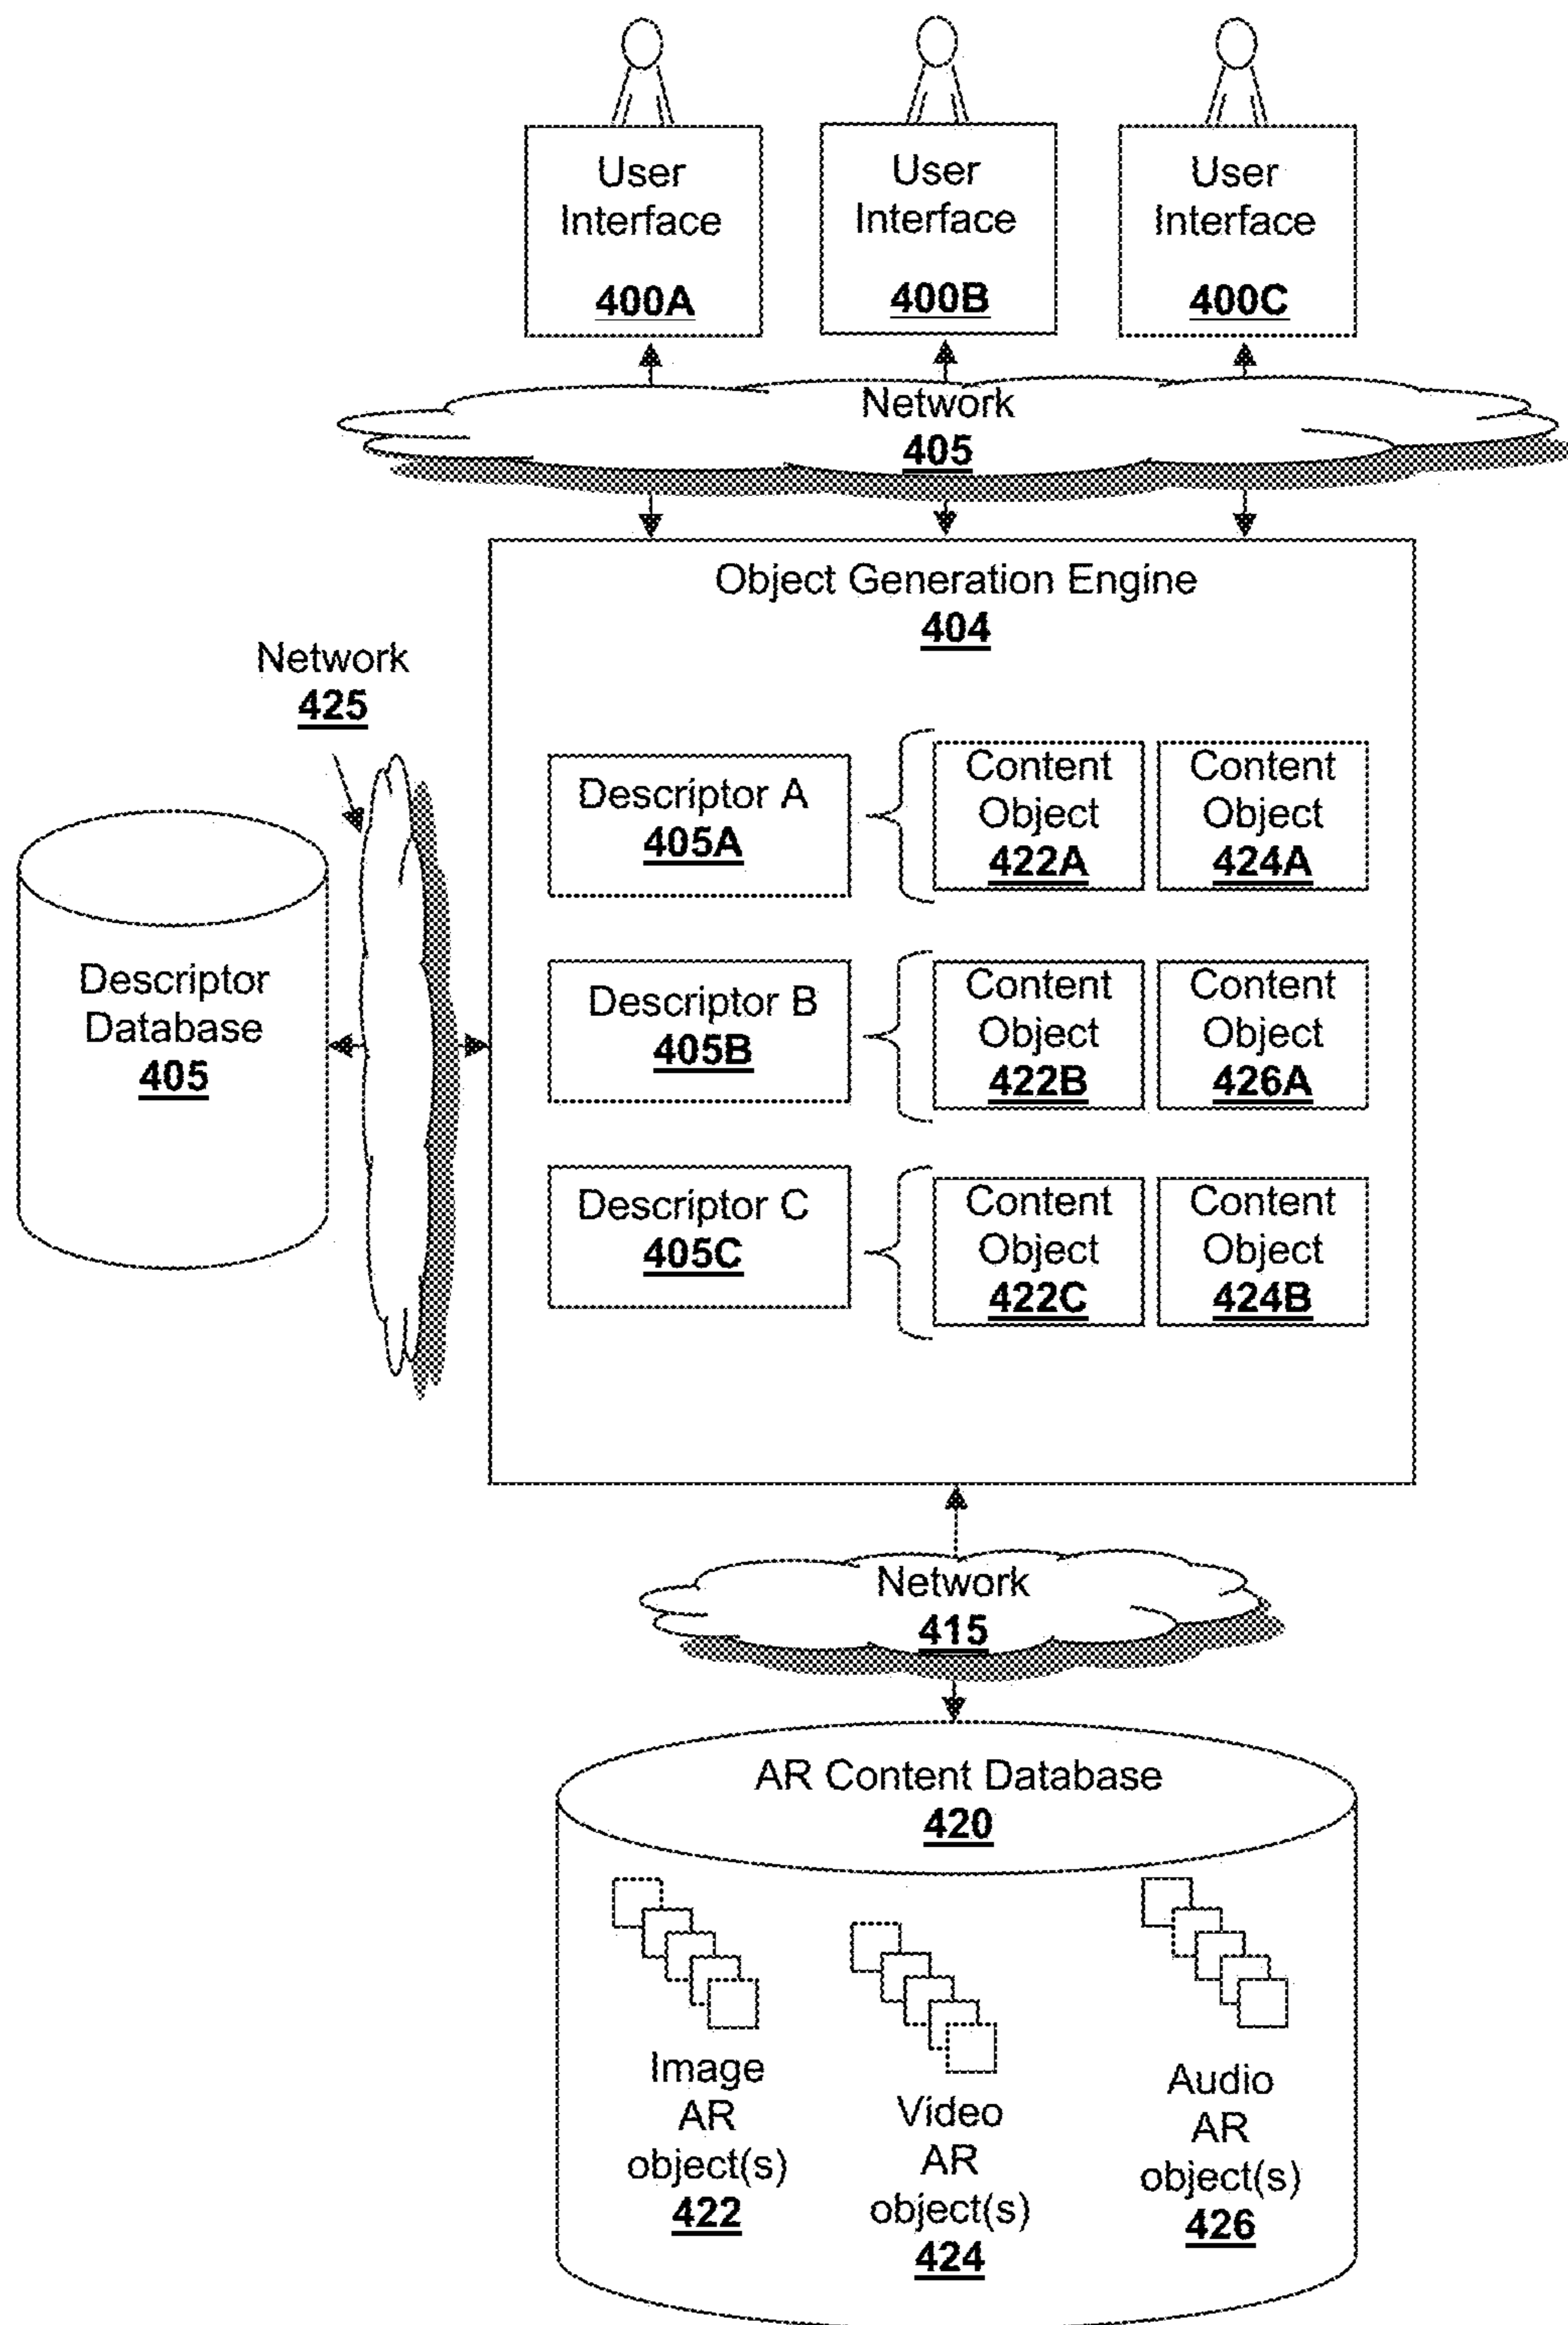 User
Interface
400A
User
Interface
400B
User
Interface
400C
Network
405
Object Generation Engine
404
Network
425
Descriptor A
405A
Content
Object
422A
Content
Object
424A
Descriptor
Database
405
Descriptor B
405B
Content
Object
422B
Content
Object
426A
Descriptor C
405C
Content
Object
422C
Content
Object
424B
Network
415
AR Content Database
420
Image
AR
object(s)
422
Video
AR
object(s)
424
Audio
AR
object(s)
426